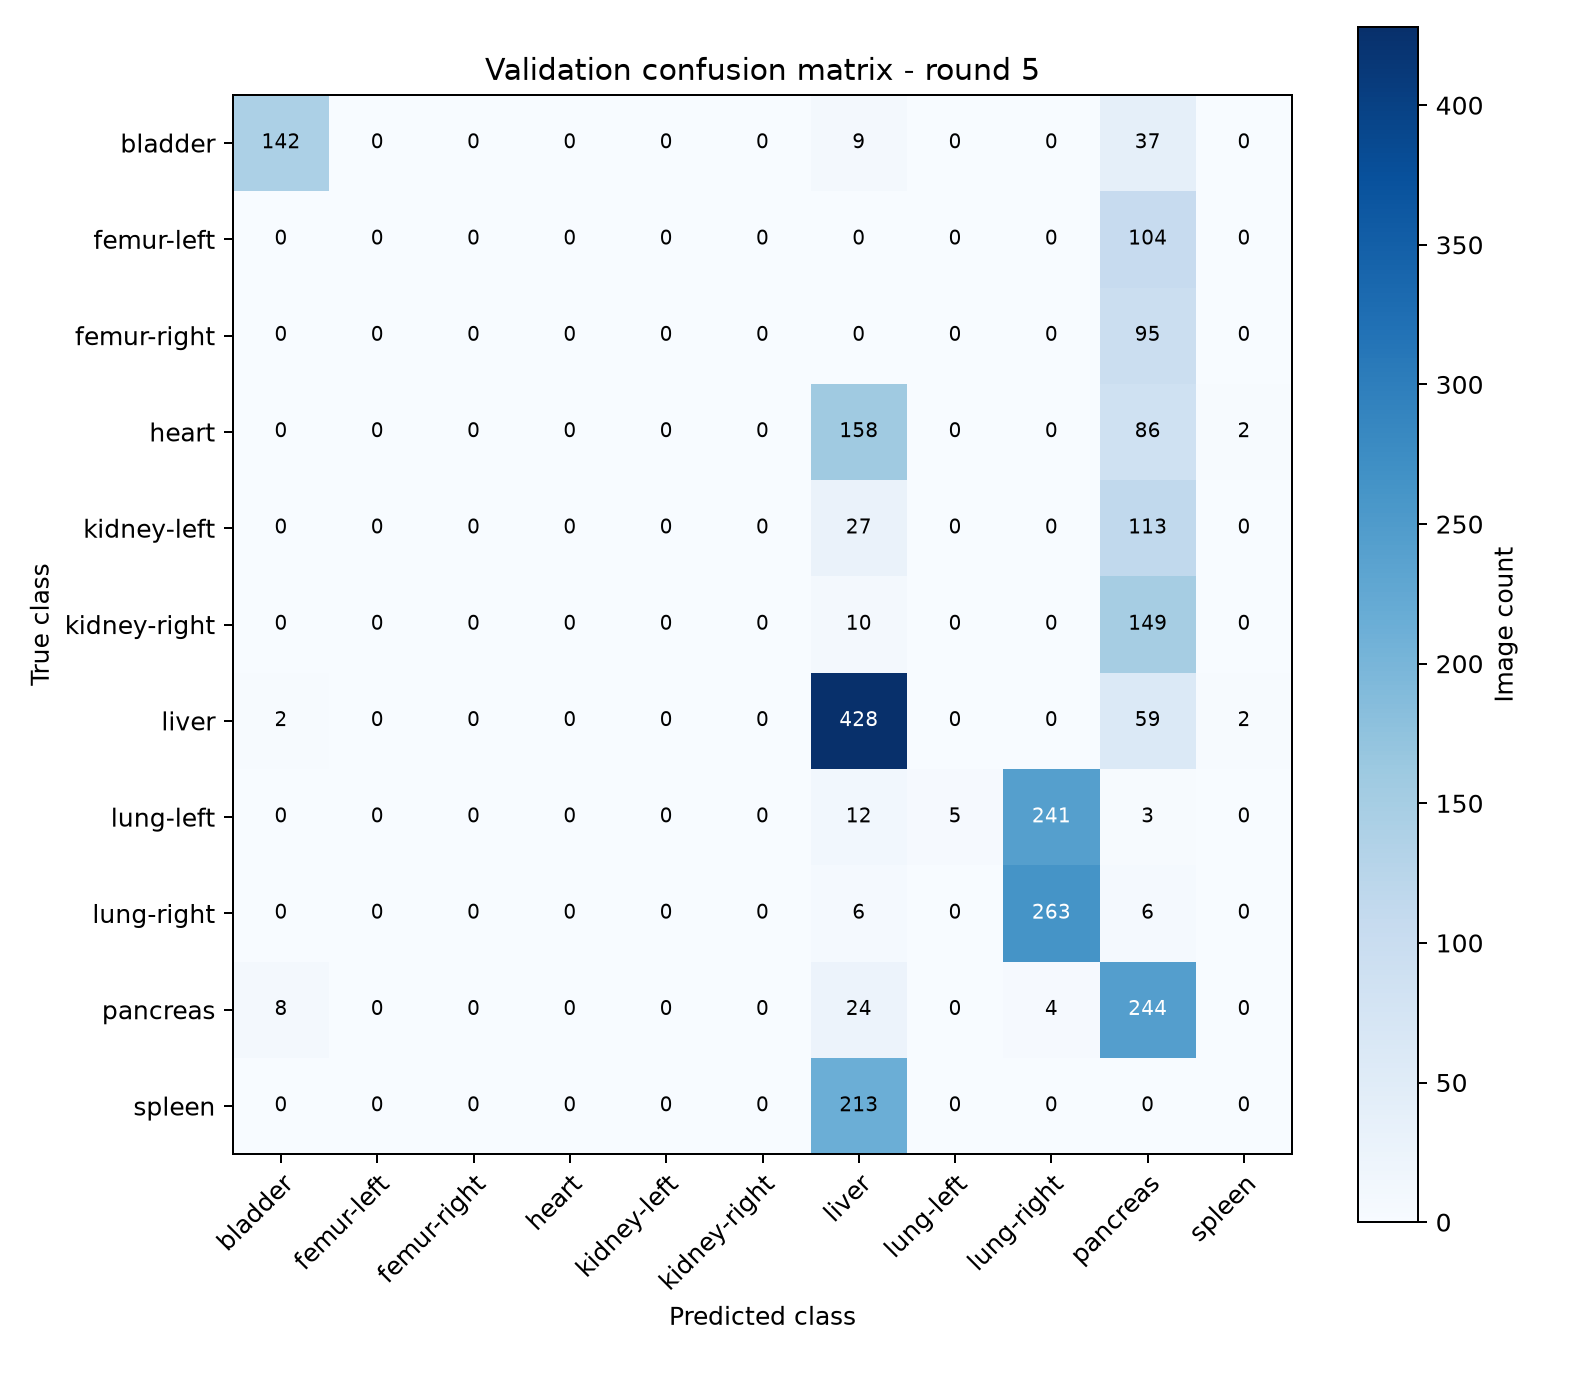 Validation confusion matrix - round 5
True class
bladder 142 0 0 0 0 0 9 0 0 37 0
femur-left 0 0 0 0 0 0 0 0 0 104 0
femur-right 0 0 0 0 0 0 0 0 0 95 0
heart 0 0 0 0 0 0 158 0 0 86 2
kidney-left 0 0 0 0 0 0 27 0 0 113 0
kidney-right 0 0 0 0 0 0 10 0 0 149 0
liver 2 0 0 0 0 0 428 0 0 59 2
lung-left 0 0 0 0 0 0 12 5 241 3 0
lung-right 0 0 0 0 0 0 6 0 263 6 0
pancreas 8 0 0 0 0 0 24 0 4 244 0
spleen 0 0 0 0 0 0 213 0 0 0 0
bladder femur-left femur-right heart kidney-left kidney-right liver lung-left lung-right pancreas spleen
Predicted class
400
350
300
250
200
150
100
50
0
Image count